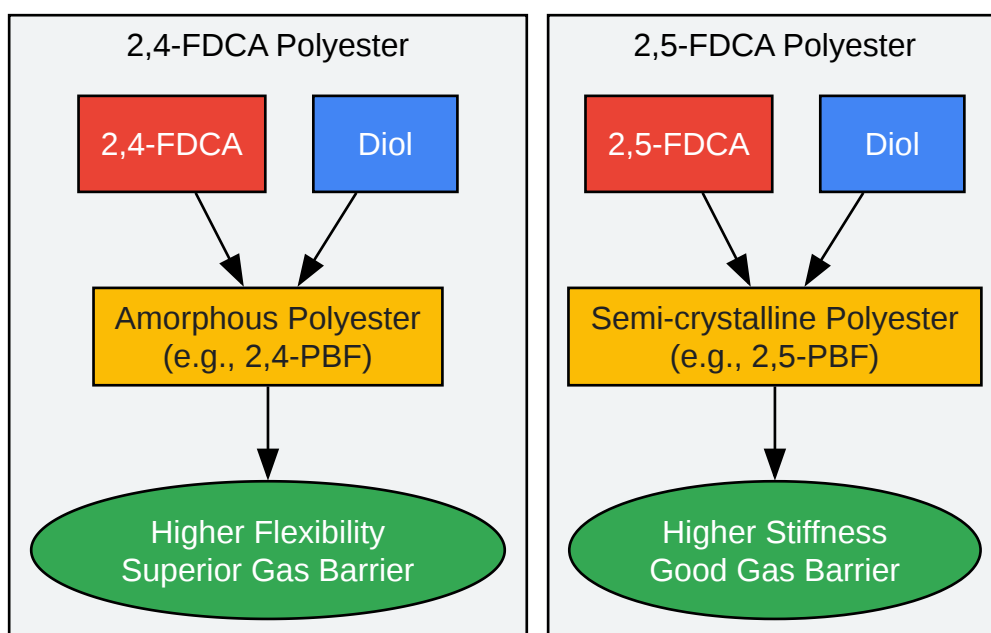 2,4-FDCA Polyester
2,4-FDCA
Diol
Amorphous Polyester
(e.g., 2,4-PBF)
Higher Flexibility
Superior Gas Barrier
2,5-FDCA Polyester
2,5-FDCA
Diol
Semi-crystalline Polyester
(e.g., 2,5-PBF)
Higher Stiffness
Good Gas Barrier